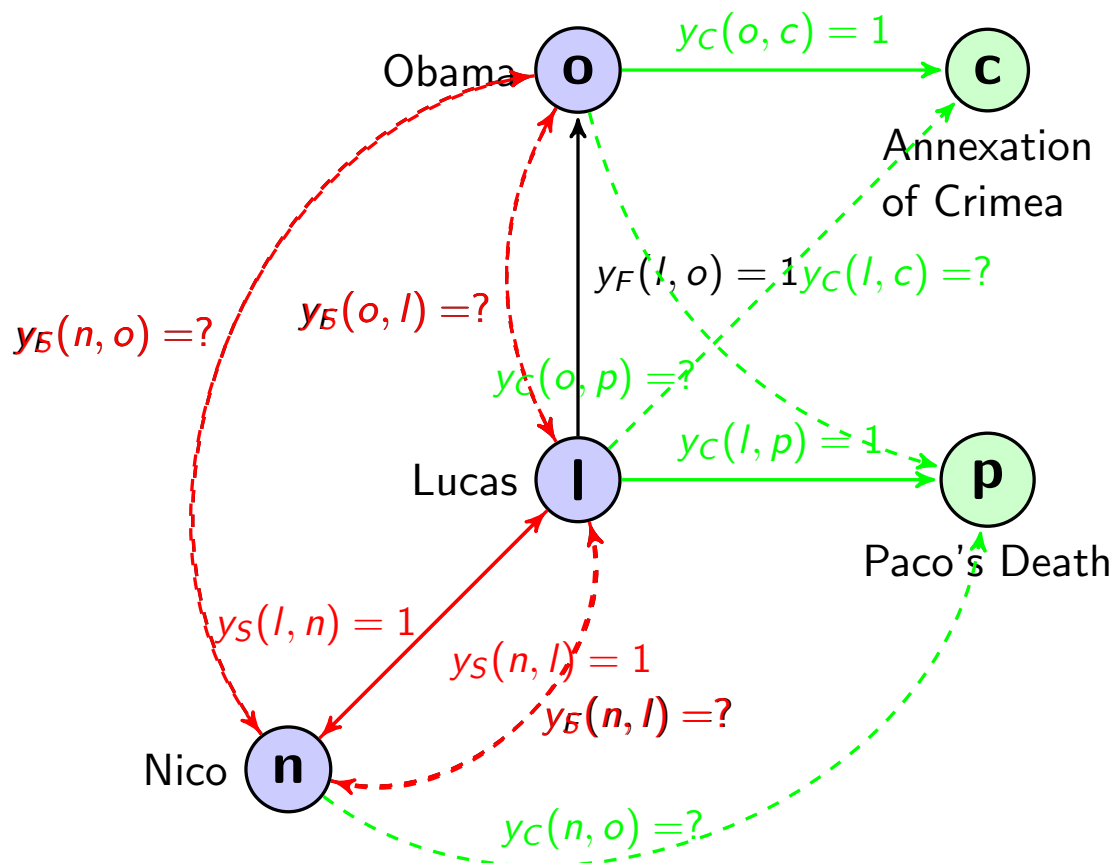 y_C(o, c) = 1
Obama
o
c
Annexation
of Crimea
y_F(l, o) = 1
y_C(l, c) =?
y_S(o, l) =?
y_S(n, o) =?
y_C(o, p) =?
y_C(l, p) = 1
Lucas
l
p
Paco's Death
y_S(l, n) = 1
y_S(n, l) = 1
y_S(n, l) =?
Nico
n
y_C(n, o) =?